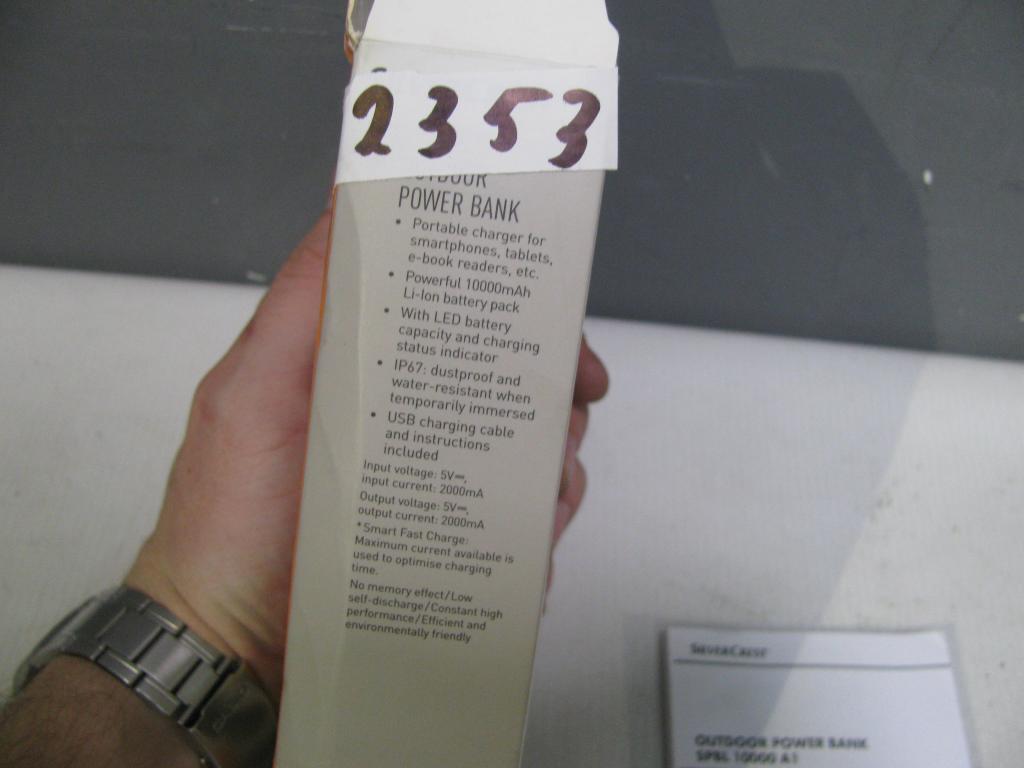 2353
OUTDOOR
POWER BANK
• Portable charger for
smartphones, tablets,
e-book readers, etc.
• Powerful 10000mAh
Li-Ion battery pack
• With LED battery
capacity and charging
status indicator
• IP67: dustproof and
water-resistant when
temporarily immersed
• USB charging cable
and instructions
included
Input voltage: 5V⎓,
input current: 2000mA
Output voltage: 5V⎓,
output current: 2000mA
*Smart Fast Charge:
Maximum current available is
used to optimise charging
time.
No memory effect/Low
self-discharge/Constant high
performance/Efficient and
environmentally friendly
SILVERCREST
OUTDOOR POWER BANK
SPBL 10000 A1